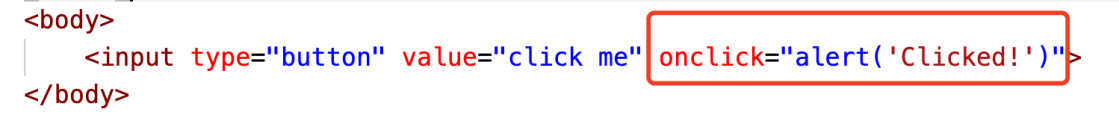 <body>
<input type="button" value="click me" onclick="alert('Clicked!')">
</body>